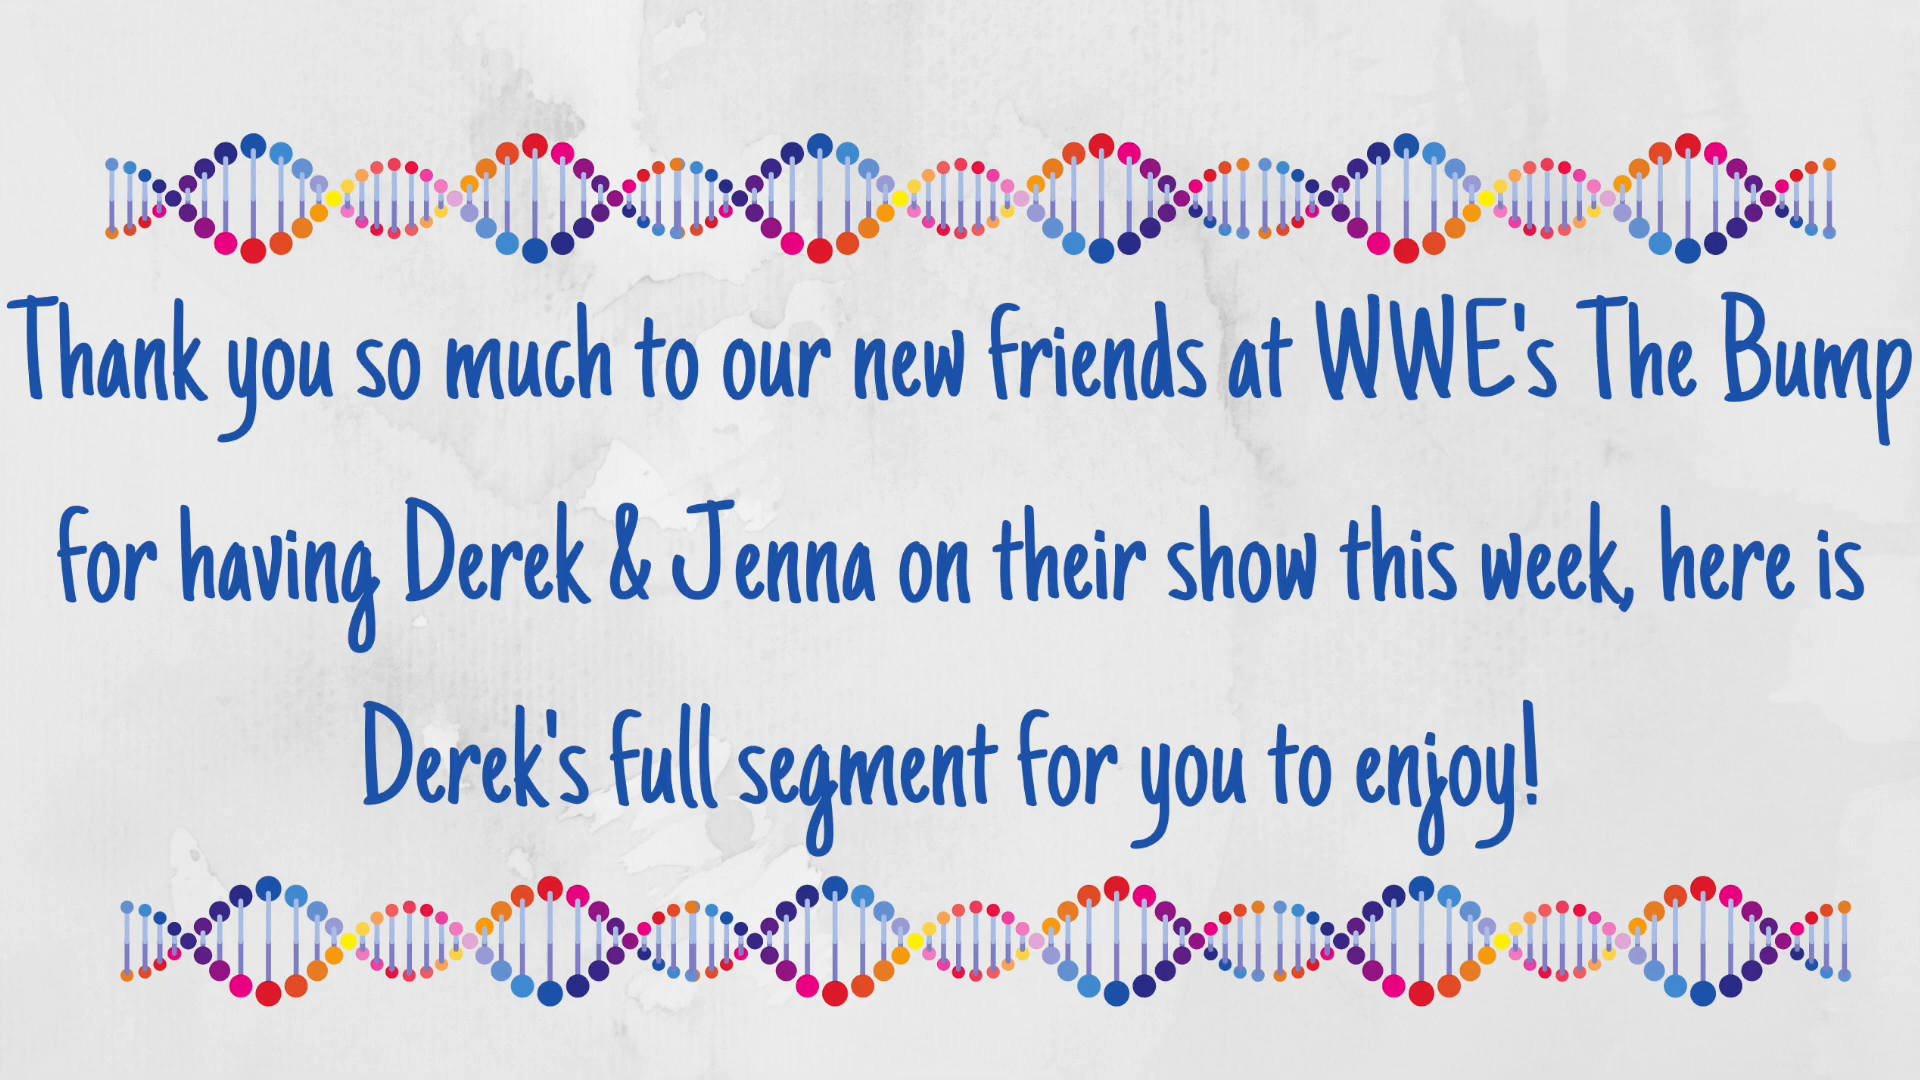 Thank you so much to our new friends at WWE's The Bump
for having Derek & Jenna on their show this week, here is
Derek's full segment for you to enjoy!